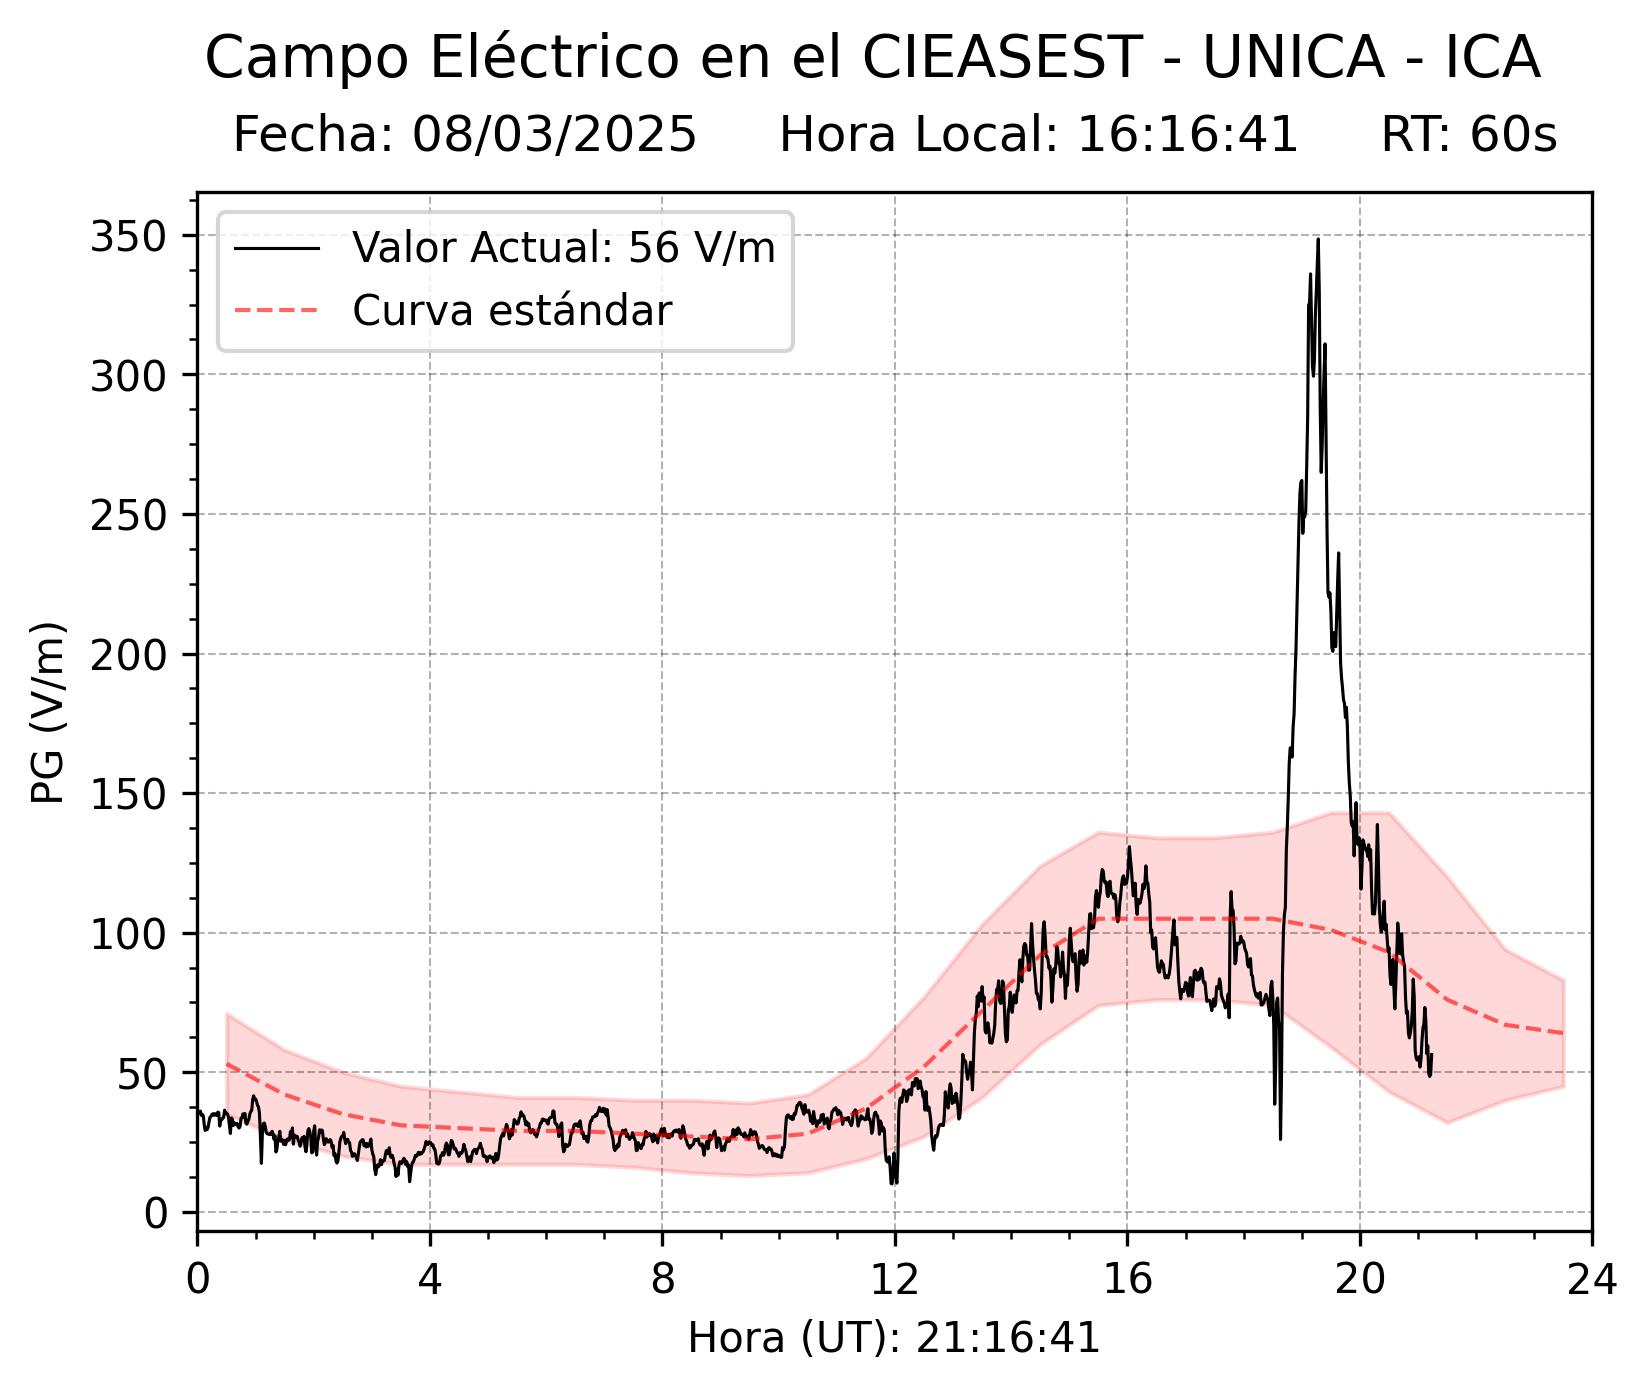 Campo Eléctrico en el CIEASEST - UNICA - ICA
Fecha: 08/03/2025 Hora Local: 16:16:41 RT: 60s
Valor Actual: 56 V/m
Curva estándar
PG (V/m)
350
300
250
200
150
100
50
0
0 4 8 12 16 20 24
Hora (UT): 21:16:41